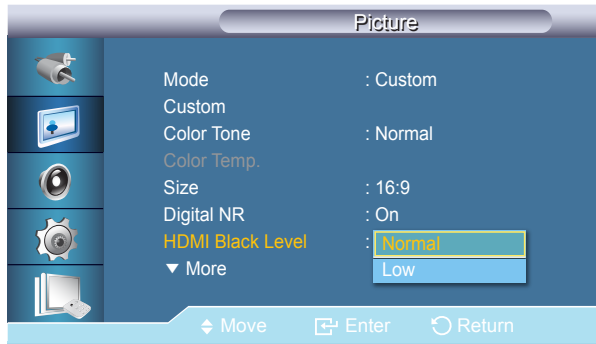 Picture
Mode : Custom
Custom
Color Tone : Normal
Color Temp.
Size : 16:9
Digital NR : On
HDMI Black Level : Normal
▼ More Low
Move Enter Return